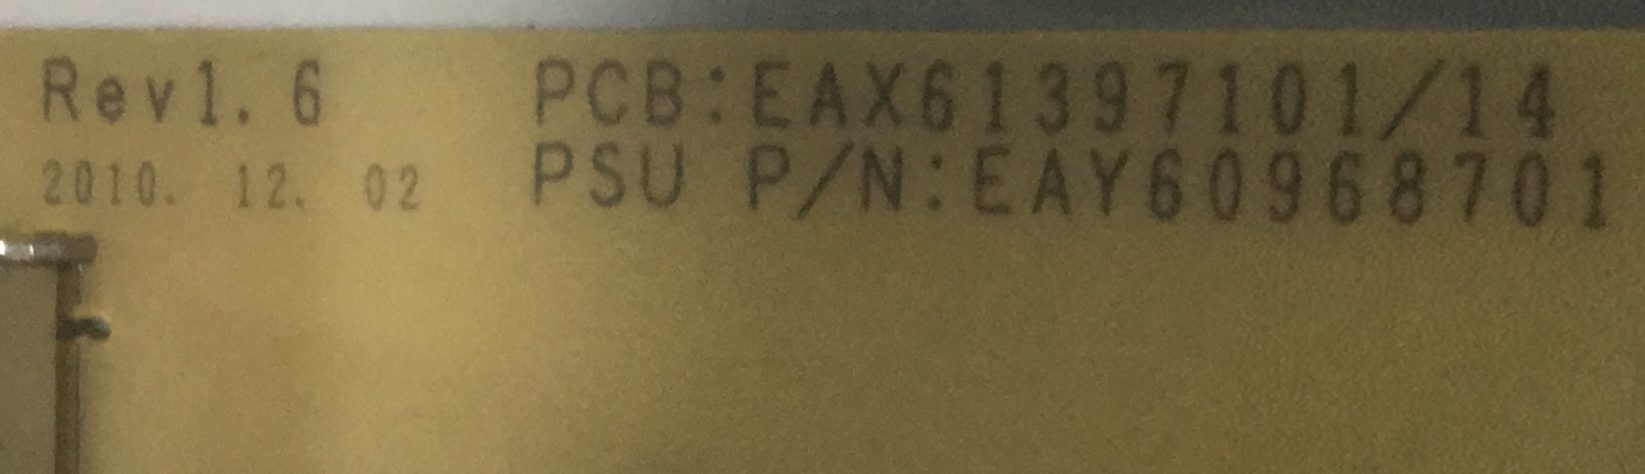 Rev1. 6
2010. 12. 02
PCB:EAX61397101/14
PSU P/N:EAY60968701